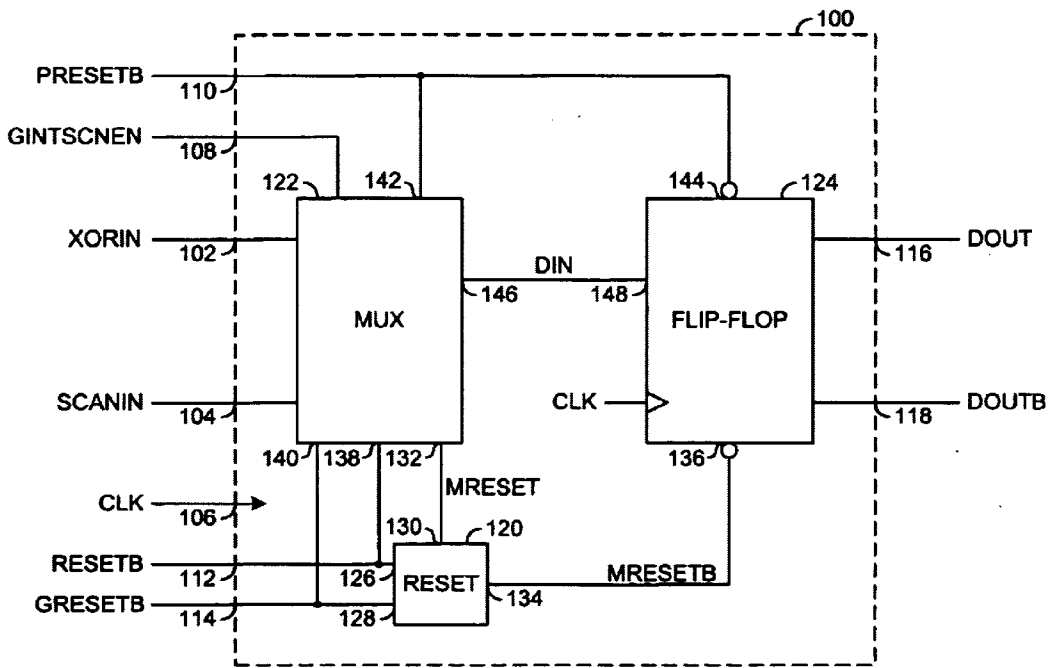 100
PRESETB
110
GINTSCNEN
108
122
142
144
124
XORIN
102
DOUT
116
DIN
146
148
MUX
FLIP-FLOP
SCANIN
104
CLK
DOUTB
118
140
138
132
136
MRESET
CLK
106
130
120
RESETB
112
126
RESET
134
MRESETB
GRESETB
114
128